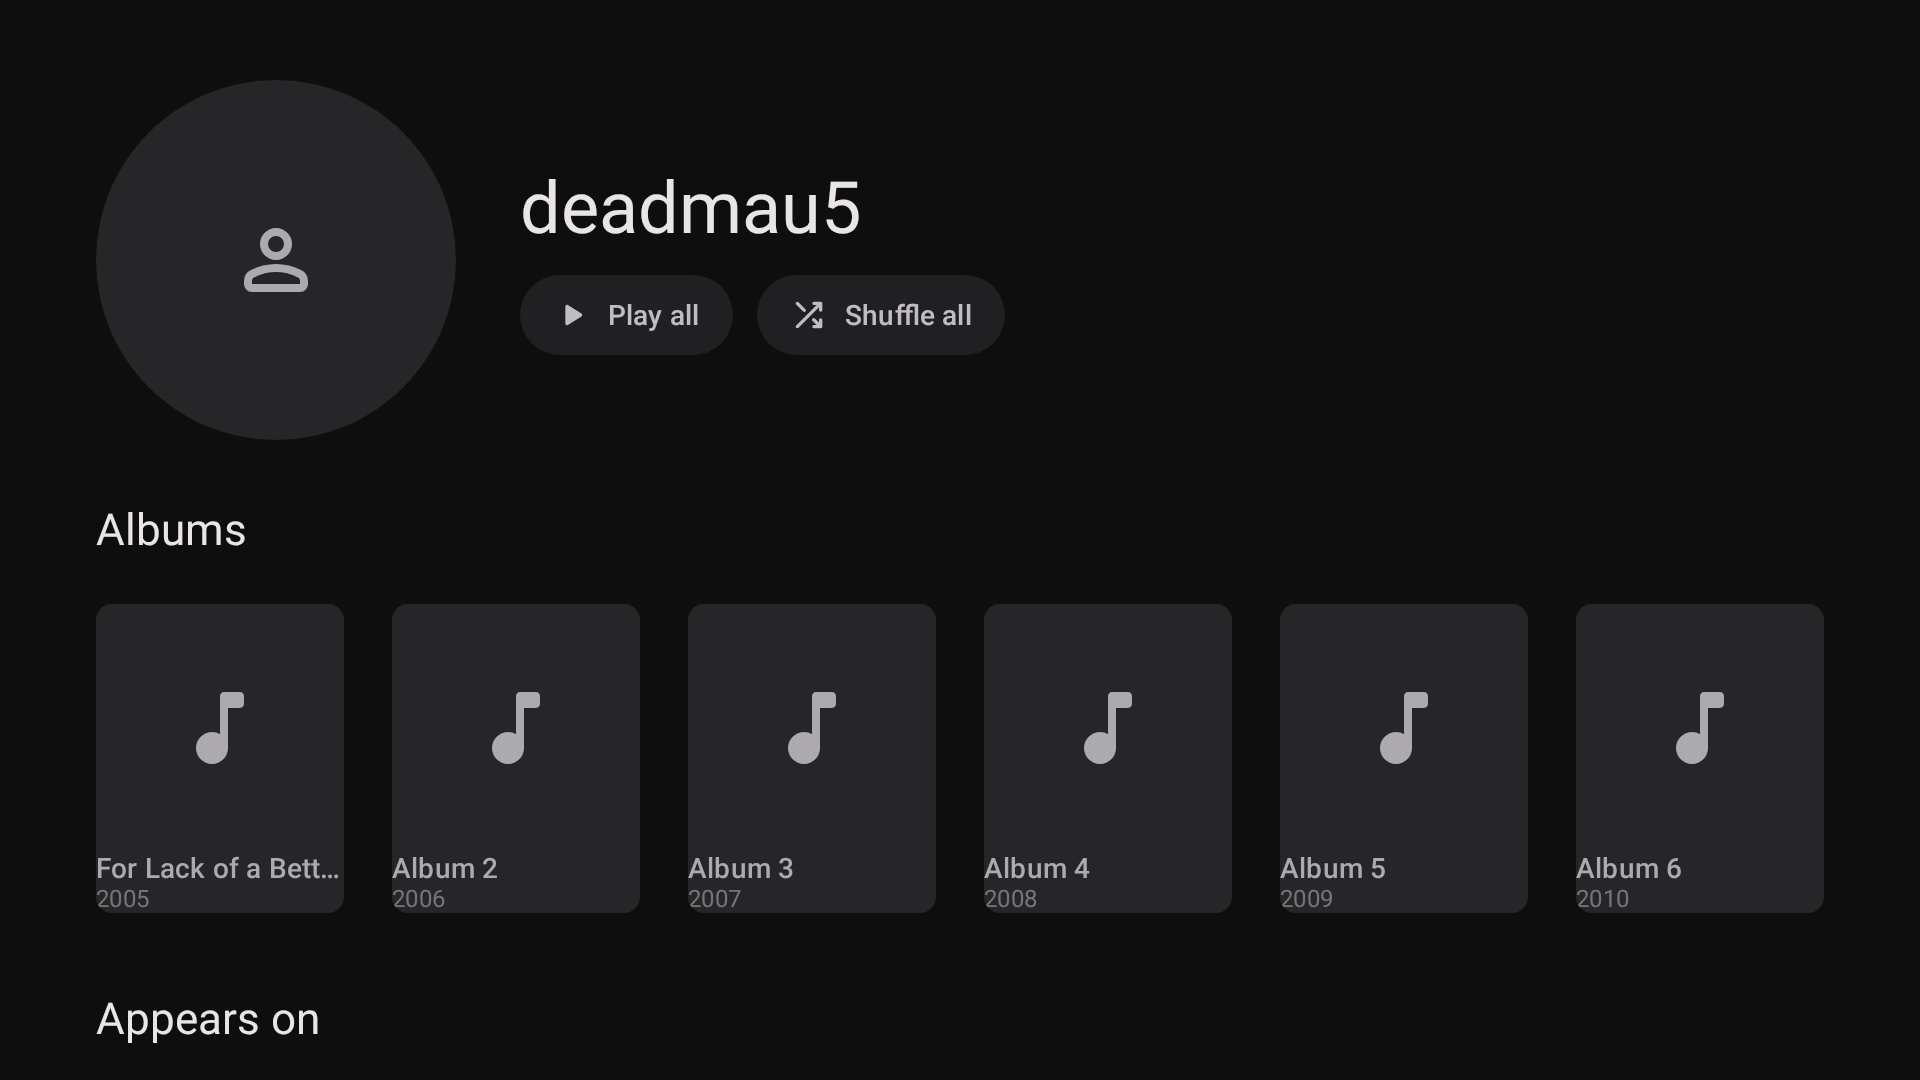 deadmau5
Play all
Shuffle all
Albums
For Lack of a Bett...
2005
Album 2
2006
Album 3
2007
Album 4
2008
Album 5
2009
Album 6
2010
Appears on